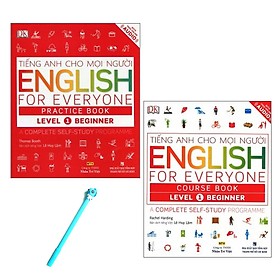 DK
TIẾNG ANH CHO MỌI NGƯỜI
ENGLISH
FOR EVERYONE
PRACTICE BOOK
LEVEL 1 BEGINNER
A COMPLETE SELF-STUDY PROGRAMME
Thomas Booth
DK
TIẾNG ANH CHO MỌI NGƯỜI
ENGLISH
FOR EVERYONE
COURSE BOOK
LEVEL 1 BEGINNER
A COMPLETE SELF-STUDY PROGRAMME
Rachel Harding